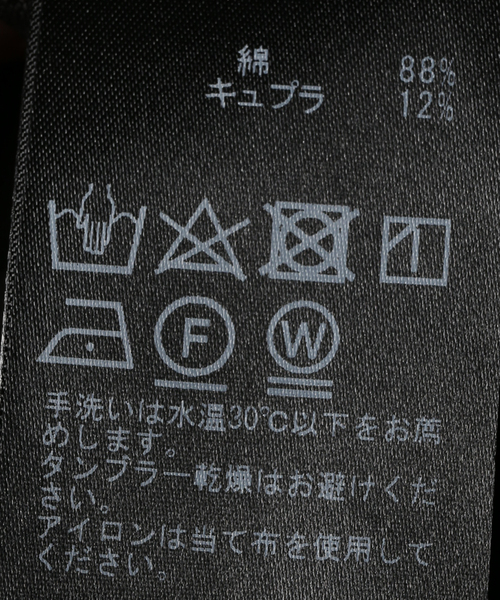 綿 88%
キュプラ 12%
F W
手洗いは水温30℃以下をお薦
めします。
タンブラー乾燥はお避けくだ
さい。
アイロンは当て布を使用して
ください。